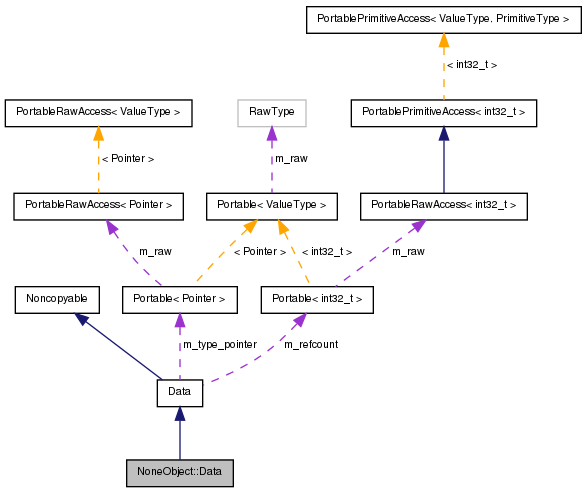 PortablePrimitiveAccess< ValueType, PrimitiveType >
< int32_t >
PortableRawAccess< ValueType >
RawType
PortablePrimitiveAccess< int32_t >
< Pointer >
m_raw
PortableRawAccess< Pointer >
Portable< ValueType >
PortableRawAccess< int32_t >
m_raw
< Pointer >
< int32_t >
m_raw
Noncopyable
Portable< Pointer >
Portable< int32_t >
m_type_pointer
m_refcount
Data
NoneObject::Data